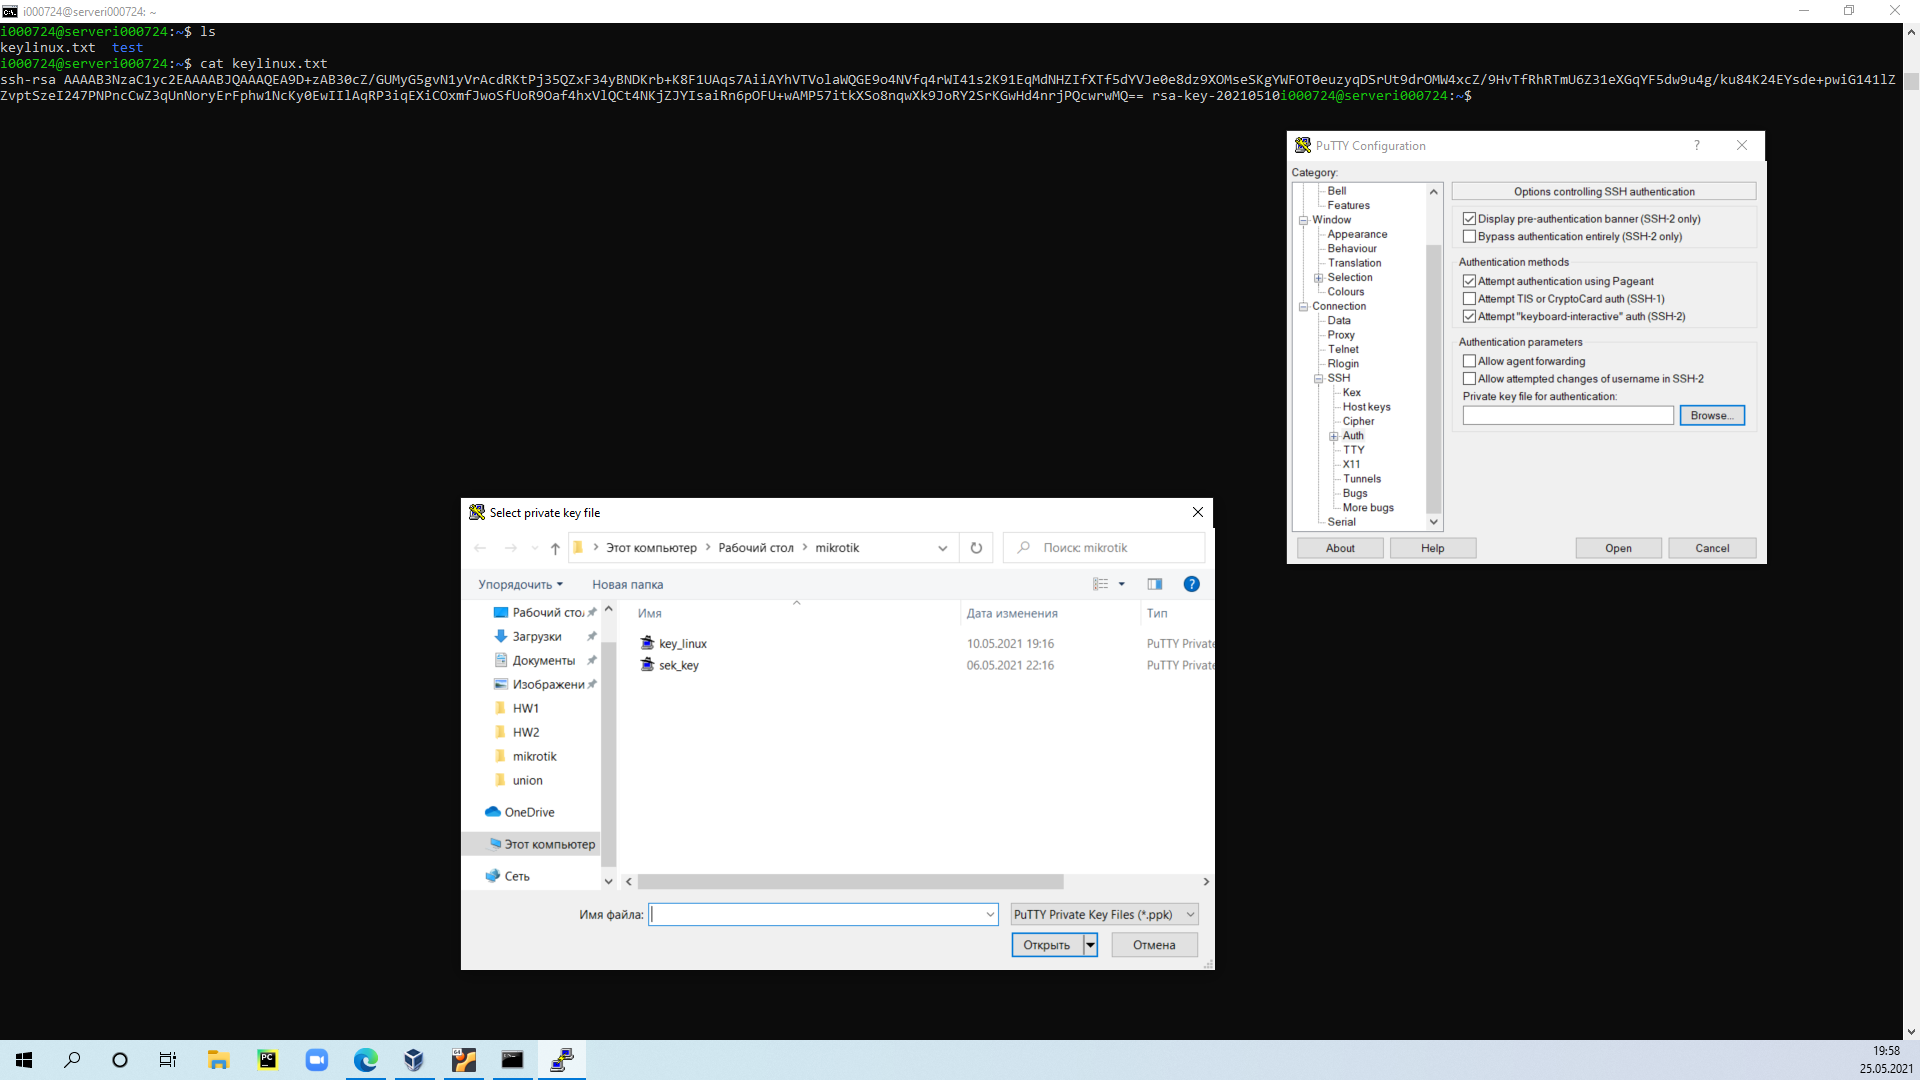 i000724@serveri000724: ~
i000724@serveri000724:~$ ls
keylinux.txt  test
i000724@serveri000724:~$ cat keylinux.txt
ssh-rsa AAAAB3NzaC1yc2EAAAABJQAAAQEA9D+zAB30cZ/GUMyG5gvN1yVrAcdRKtPj35QZxF34yBNDKrb+K8F1UAqs7AiiAYhVTVolaWQGE9o4NVfq4rWI41s2K91EqMdNHZIfXTf5dYVJe0e8dz9XOMseSKgYWFOT0euzyqDSrUt9drOMW4xcZ/9HvTfRhRTmU6Z31eXGqYF5dw9u4g/ku84K24EYsde+pwiG141lZ
ZvptSzeI247PNPncCwZ3qUnNoryErFphw1NcKy0EwIIlAqRP3iqEXiCOxmfJwoSfUoR9Oaf4hxVlQCt4NKjZJYIsaiRn6pOFU+wAMP57itkXSo8nqwXk9JoRY2SrKGwHd4nrjPQcwrwMQ== rsa-key-20210510i000724@serveri000724:~$
PuTTY Configuration
Category:
Bell
Features
Window
Appearance
Behaviour
Translation
Selection
Colours
Connection
Data
Proxy
Telnet
Rlogin
SSH
Kex
Host keys
Cipher
Auth
TTY
X11
Tunnels
Bugs
More bugs
Serial
Options controlling SSH authentication
Display pre-authentication banner (SSH-2 only)
Bypass authentication entirely (SSH-2 only)
Authentication methods
Attempt authentication using Pageant
Attempt TIS or CryptoCard auth (SSH-1)
Attempt "keyboard-interactive" auth (SSH-2)
Authentication parameters
Allow agent forwarding
Allow attempted changes of username in SSH-2
Private key file for authentication:
Browse...
About Help Open Cancel
Select private key file
Этот компьютер > Рабочий стол > mikrotik
Поиск: mikrotik
Упорядочить Новая папка
Рабочий сто
Загрузки
Документы
Изображени
HW1
HW2
mikrotik
union
OneDrive
Этот компьютер
Сеть
Имя Дата изменения Тип
key_linux 10.05.2021 19:16 PuTTY Private
sek_key 06.05.2021 22:16 PuTTY Private
Имя файла:
PuTTY Private Key Files (*.ppk)
Открыть Отмена
PC
64
19:58
25.05.2021